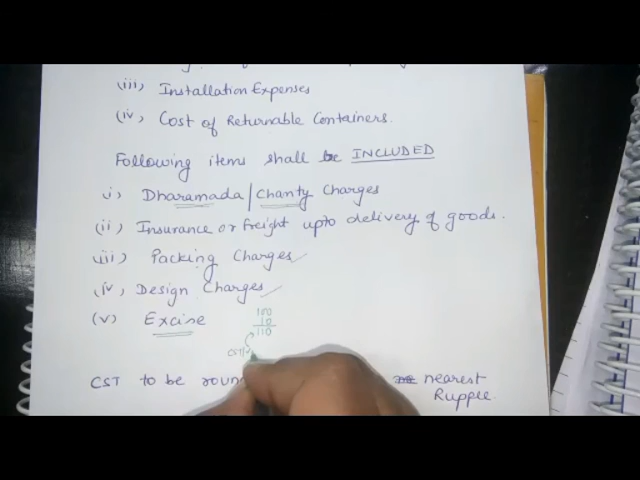 (iii) Installation Expenses
(iv) Cost of Returnable Containers.
Following items shall be INCLUDED
i) Dharamada/Charity Charges
(ii) Insurance or freight upto delivery of goods.
iii) Packing Charges
(iv) Design Charges
(v) Excise
100
10
110
CST
CST to be roun nearest
Rupee.